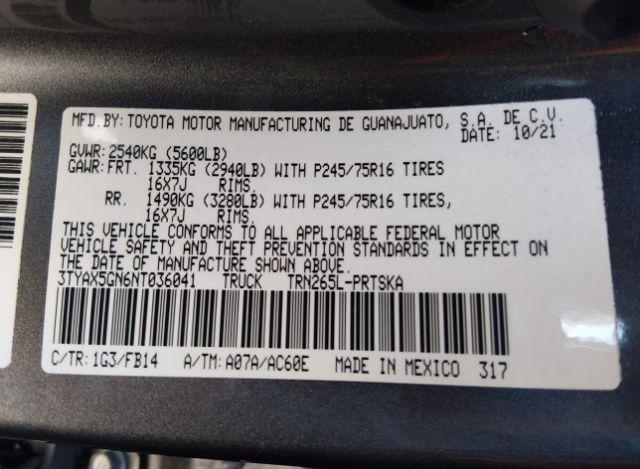 MFD.BY: TOYOTA MOTOR MANUFACTURING DE GUANAJUATO, S.A. DE C.V.
DATE: 10/21
GVWR: 2540KG (5600LB)
GAWR: FRT. 1335KG (2940LB) WITH P245/75R16 TIRES
16X7J RIMS,
RR. 1490KG (3280LB) WITH P245/75R16 TIRES,
16X7J RIMS.
THIS VEHICLE CONFORMS TO ALL APPLICABLE FEDERAL MOTOR
VEHICLE SAFETY AND THEFT PREVENTION STANDARDS IN EFFECT ON
THE DATE OF MANUFACTURE SHOWN ABOVE.
3TYAX5GN6NT036041 TRUCK TRN265L-PRTSKA
C/TR: 1G3/FB14 A/TM: A07A/AC60E MADE IN MEXICO 317